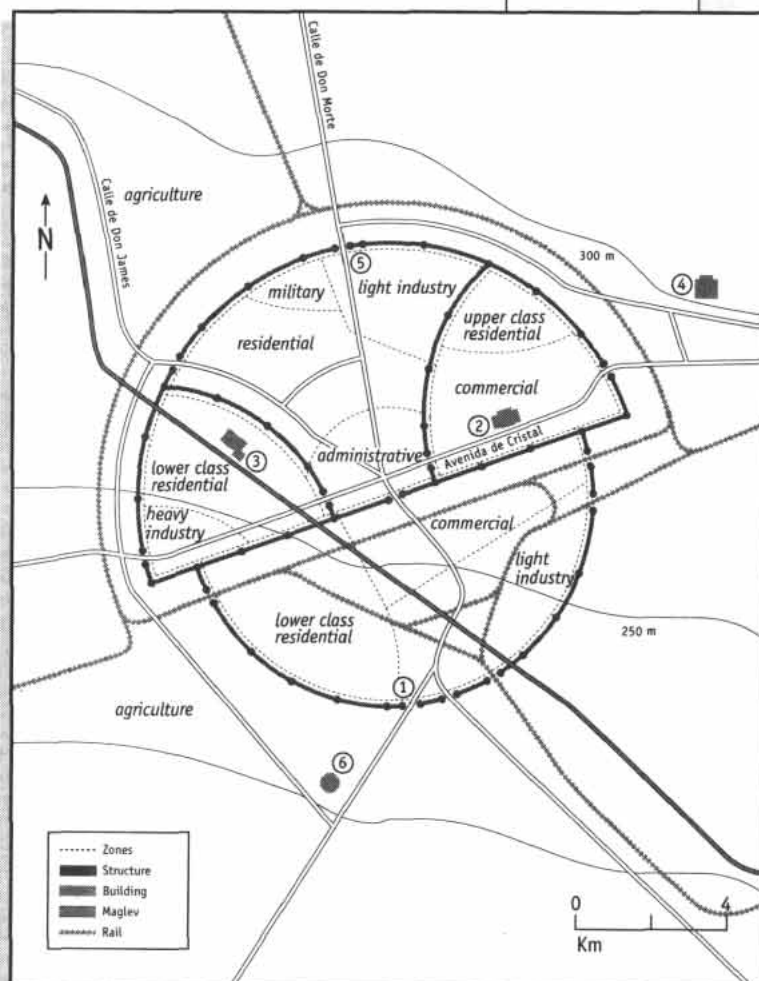 Calle de Don Morte
agriculture
Calle de Don James
N
300 m
④
⑤
military
light industry
upper class
residential
residential
commercial
②
Avenida de Cristal
administrative
③
lower class
residential
heavy
industry
commercial
light
industry
lower class
residential
250 m
①
agriculture
⑥
Zones
Structure
Building
Maglev
Rail
0 4
Km